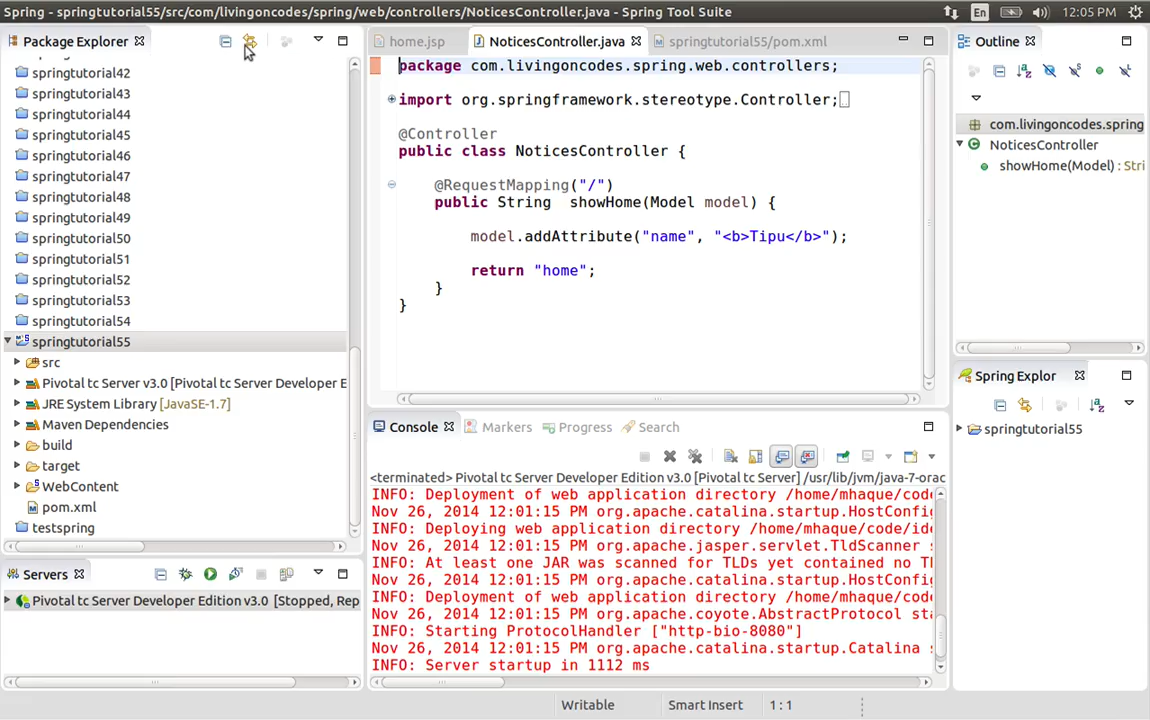 Spring - springtutorial55/src/com/livingoncodes/spring/web/controllers/NoticesController.java - Spring Tool Suite
En
12:05 PM
Package Explorer
springtutorial42
springtutorial43
springtutorial44
springtutorial45
springtutorial46
springtutorial47
springtutorial48
springtutorial49
springtutorial50
springtutorial51
springtutorial52
springtutorial53
springtutorial54
springtutorial55
src
Pivotal tc Server v3.0 [Pivotal tc Server Developer E
JRE System Library [JavaSE-1.7]
Maven Dependencies
build
target
WebContent
pom.xml
testspring
Servers
Pivotal tc Server Developer Edition v3.0 [Stopped, Rep
home.jsp
NoticesController.java
springtutorial55/pom.xml
package com.livingoncodes.spring.web.controllers;
import org.springframework.stereotype.Controller;
@Controller
public class NoticesController {
@RequestMapping("/")
public String showHome(Model model) {
model.addAttribute("name", "<b>Tipu</b>");
return "home";
}
}
Console
Markers
Progress
Search
<terminated> Pivotal tc Server Developer Edition v3.0 [Pivotal tc Server] /usr/lib/jvm/java-7-orac
INFO: Deployment of web application directory /home/mhaque/code
Nov 26, 2014 12:01:15 PM org.apache.catalina.startup.HostConfig
INFO: Deploying web application directory /home/mhaque/code/ide
Nov 26, 2014 12:01:15 PM org.apache.jasper.servlet.TldScanner s
INFO: At least one JAR was scanned for TLDs yet contained no TL
Nov 26, 2014 12:01:15 PM org.apache.catalina.startup.HostConfig
INFO: Deployment of web application directory /home/mhaque/code
Nov 26, 2014 12:01:15 PM org.apache.coyote.AbstractProtocol sta
INFO: Starting ProtocolHandler ["http-bio-8080"]
Nov 26, 2014 12:01:15 PM org.apache.catalina.startup.Catalina s
INFO: Server startup in 1112 ms
Outline
com.livingoncodes.spring
NoticesController
showHome(Model) : Stri
Spring Explor
springtutorial55
Writable
Smart Insert
1 : 1